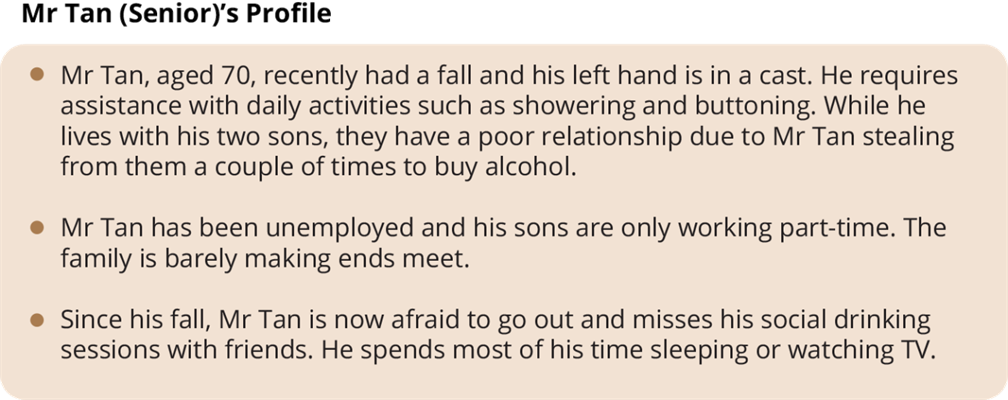 Mr Tan (Senior)’s Profile
● Mr Tan, aged 70, recently had a fall and his left hand is in a cast. He requires
assistance with daily activities such as showering and buttoning. While he
lives with his two sons, they have a poor relationship due to Mr Tan stealing
from them a couple of times to buy alcohol.
● Mr Tan has been unemployed and his sons are only working part-time. The
family is barely making ends meet.
● Since his fall, Mr Tan is now afraid to go out and misses his social drinking
sessions with friends. He spends most of his time sleeping or watching TV.